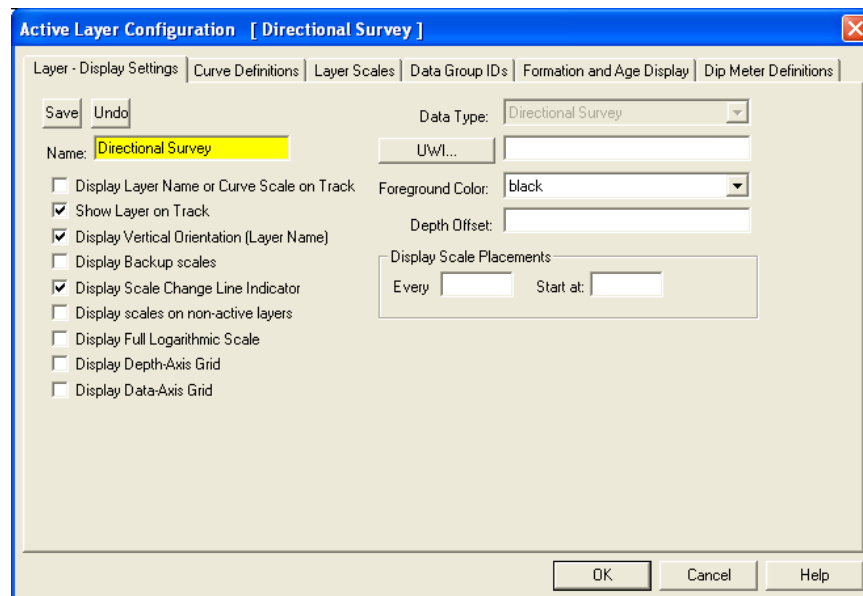 Active Layer Configuration [ Directional Survey ]
Layer - Display Settings Curve Definitions Layer Scales Data Group IDs Formation and Age Display Dip Meter Definitions
Save Undo
Name: Directional Survey
Display Layer Name or Curve Scale on Track
Show Layer on Track
Display Vertical Orientation (Layer Name)
Display Backup scales
Display Scale Change Line Indicator
Display scales on non-active layers
Display Full Logarithmic Scale
Display Depth-Axis Grid
Display Data-Axis Grid
Data Type: Directional Survey
UWI...
Foreground Color: black
Depth Offset:
Display Scale Placements
Every Start at:
OK Cancel Help